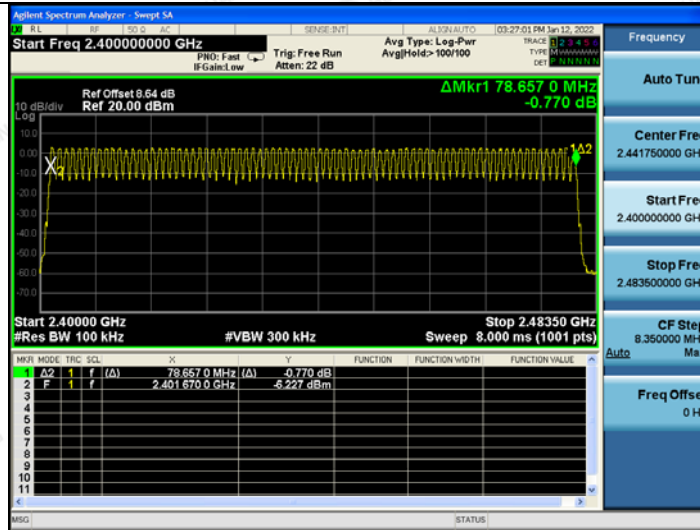 Agilent Spectrum Analyzer - Swept SA
RL RF 50 Ω AC SENSE:INT ALIGN AUTO 03:27:01 PM Jan 12, 2022
Start Freq 2.400000000 GHz
PNO: Fast
IFGain:Low
Trig: Free Run
Atten: 22 dB
Avg Type: Log-Pwr
Avg|Hold:> 100/100
TRACE 1 2 3 4 5 6
TYPE
DET P N N N N N
Ref Offset 8.64 dB
Ref 20.00 dBm
10 dB/div
Log
ΔMkr1 78.657 0 MHz
-0.770 dB
10.0
0.00
-10.0
-20.0
-30.0
-40.0
-50.0
-60.0
-70.0
X2
1Δ2
Start 2.40000 GHz Stop 2.48350 GHz
#Res BW 100 kHz #VBW 300 kHz Sweep 8.000 ms (1001 pts)
MKR MODE TRC SCL X Y FUNCTION FUNCTION WIDTH FUNCTION VALUE
1 Δ2 1 f (Δ) 78.657 0 MHz (Δ) -0.770 dB
2 F 1 f 2.401 670 0 GHz -6.227 dBm
3
4
5
6
7
8
9
10
11
MSG STATUS
Frequency
Auto Tun
Center Fre
2.441750000 GH
Start Fre
2.400000000 GH
Stop Fre
2.483500000 GH
CF Step
8.350000 MH
Auto Ma
Freq Offse
0 H